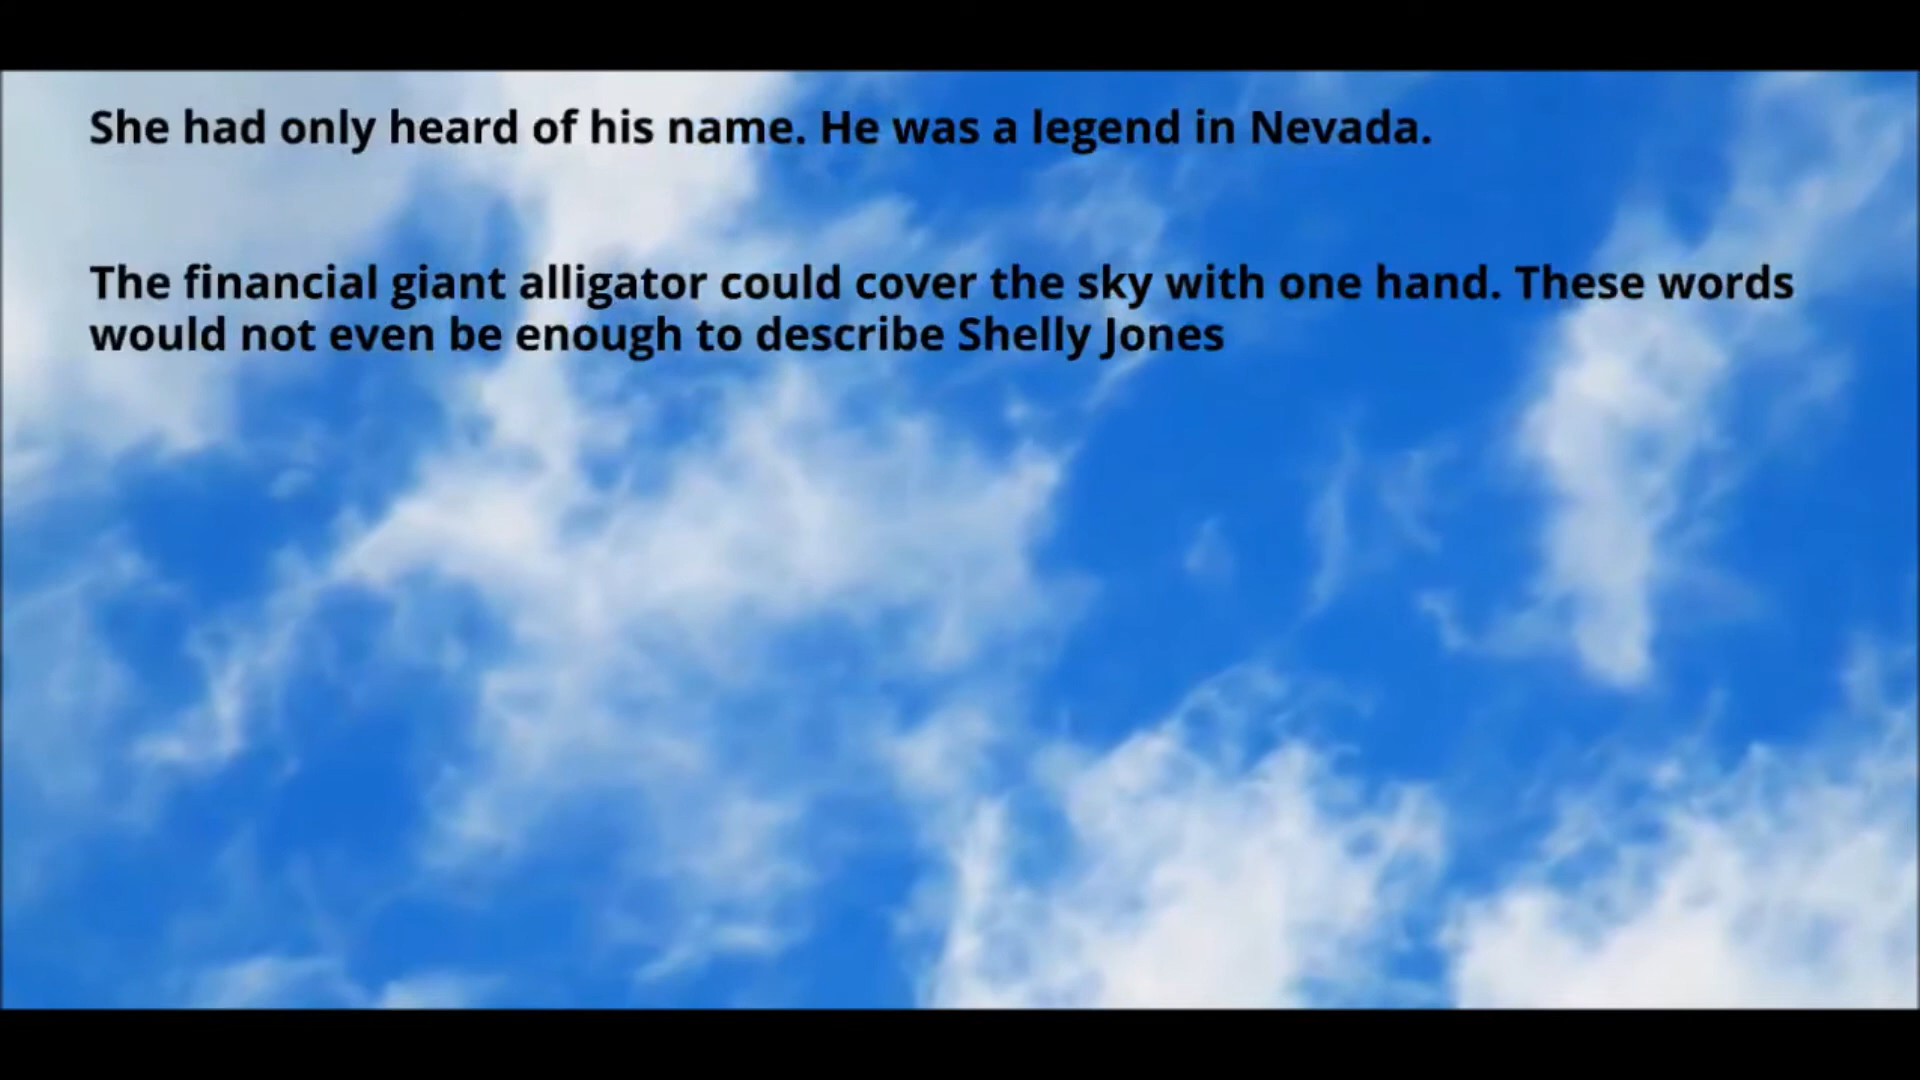 She had only heard of his name. He was a legend in Nevada.
The financial giant alligator could cover the sky with one hand. These words
would not even be enough to describe Shelly Jones